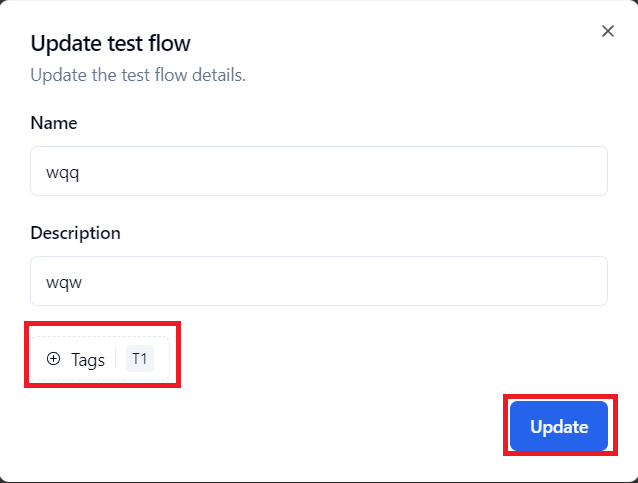 Update test flow
Update the test flow details.
Name
wqq
Description
wqw
Tags T1
Update